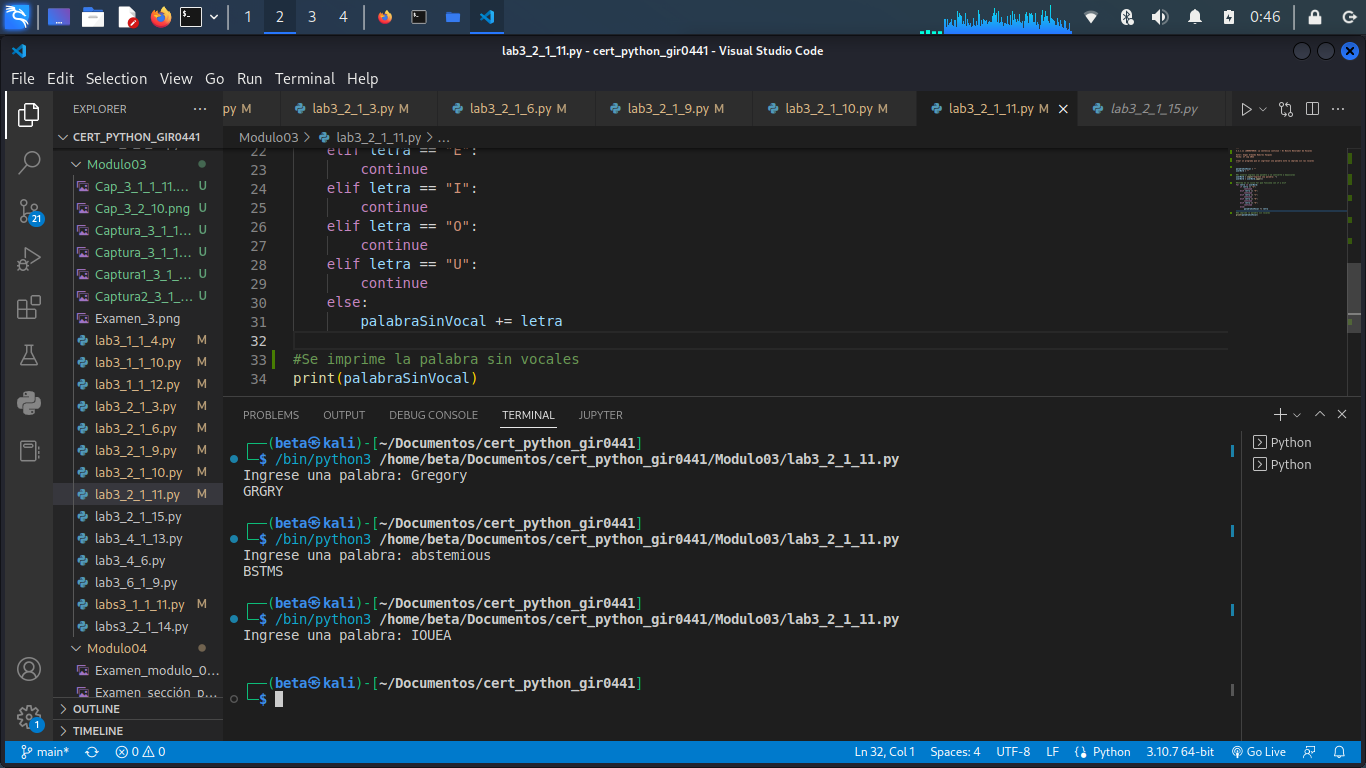 1 2 3 4 0:46
lab3_2_1_11.py - cert_python_gir0441 - Visual Studio Code
File Edit Selection View Go Run Terminal Help
EXPLORER
py M lab3_2_1_3.py M lab3_2_1_6.py M lab3_2_1_9.py M lab3_2_1_10.py M lab3_2_1_11.py M lab3_2_1_15.py
CERT_PYTHON_GIR0441
Modulo03
Cap_3_1_1_11.... U
Cap_3_2_10.png U
Captura_3_1_1... U
Captura_3_1_1... U
Captura1_3_1_... U
Captura2_3_1_... U
Examen_3.png
lab3_1_1_4.py M
lab3_1_1_10.py M
lab3_1_1_12.py M
lab3_2_1_3.py M
lab3_2_1_6.py M
lab3_2_1_9.py M
lab3_2_1_10.py M
lab3_2_1_11.py M
lab3_2_1_15.py
lab3_4_1_13.py
lab3_4_6.py
lab3_6_1_9.py
labs3_1_1_11.py M
labs3_2_1_14.py
Modulo04
Examen_modulo_0...
Examen_sección_p...
OUTLINE
TIMELINE
21
1
Modulo03 > lab3_2_1_11.py > ...
22 elif letra == "E":
23 continue
24 elif letra == "I":
25 continue
26 elif letra == "O":
27 continue
28 elif letra == "U":
29 continue
30 else:
31 palabraSinVocal += letra
32
33 #Se imprime la palabra sin vocales
34 print(palabraSinVocal)
PROBLEMS OUTPUT DEBUG CONSOLE TERMINAL JUPYTER
(beta㉿kali)-[~/Documentos/cert_python_gir0441]
$ /bin/python3 /home/beta/Documentos/cert_python_gir0441/Modulo03/lab3_2_1_11.py
Ingrese una palabra: Gregory
GRGRY
(beta㉿kali)-[~/Documentos/cert_python_gir0441]
$ /bin/python3 /home/beta/Documentos/cert_python_gir0441/Modulo03/lab3_2_1_11.py
Ingrese una palabra: abstemious
BSTMS
(beta㉿kali)-[~/Documentos/cert_python_gir0441]
$ /bin/python3 /home/beta/Documentos/cert_python_gir0441/Modulo03/lab3_2_1_11.py
Ingrese una palabra: IOUEA
(beta㉿kali)-[~/Documentos/cert_python_gir0441]
$
Python
Python
main* 0 0 Ln 32, Col 1 Spaces: 4 UTF-8 LF Python 3.10.7 64-bit Go Live